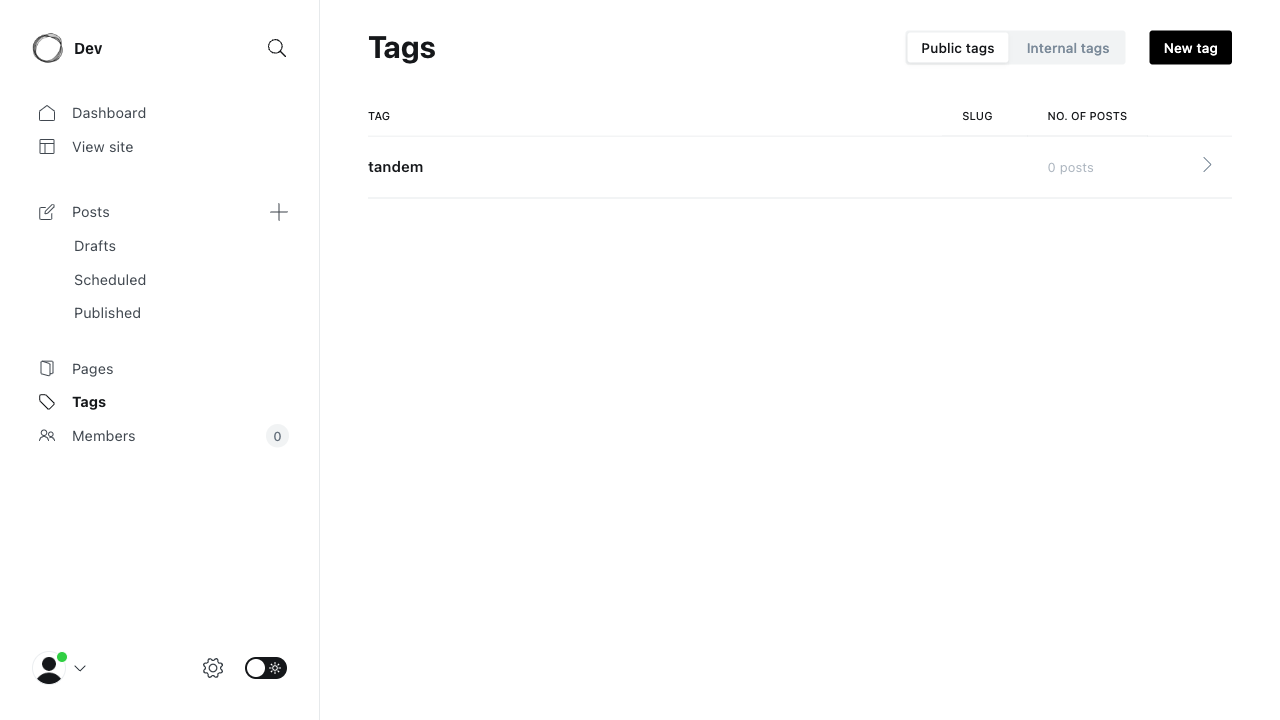 Dev
Dashboard
View site
Posts
Drafts
Scheduled
Published
Pages
Tags
Members 0
Tags
Public tags Internal tags New tag
TAG SLUG NO. OF POSTS
tandem 0 posts